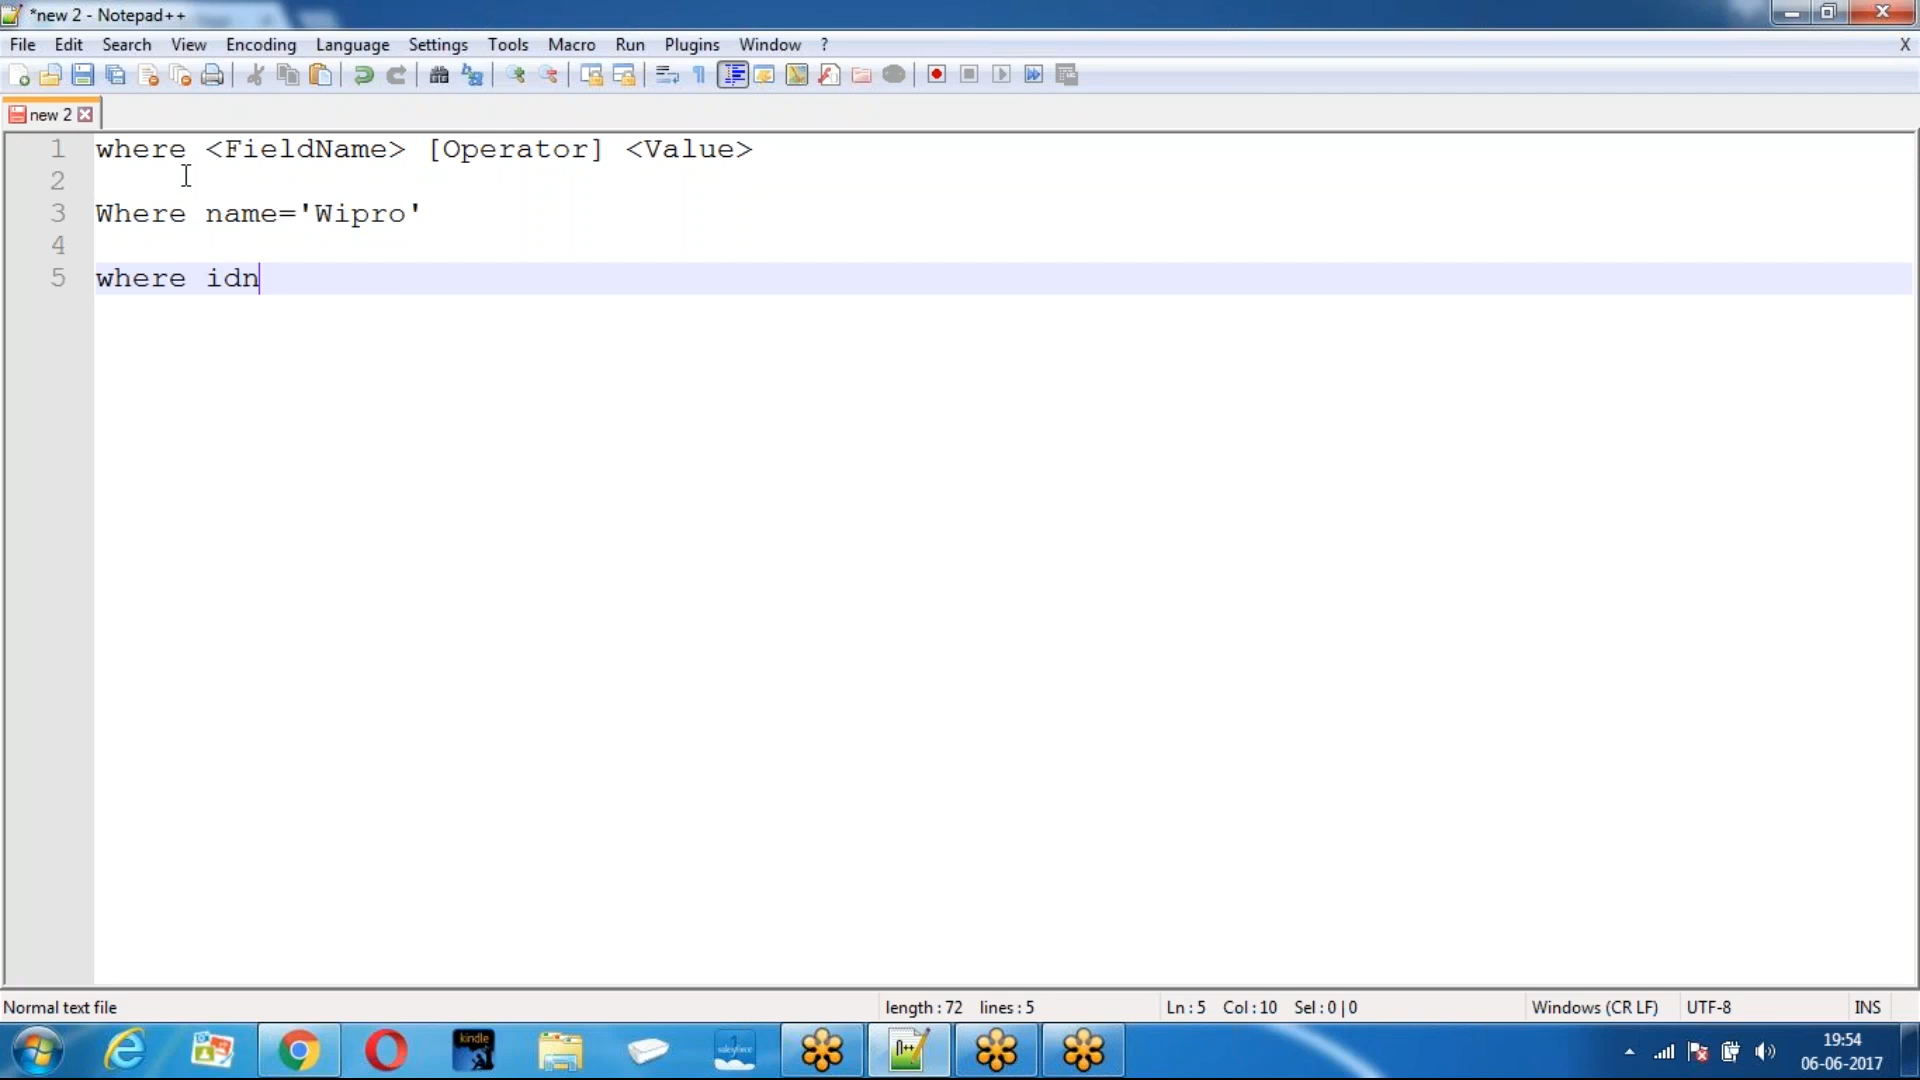 *new 2 - Notepad++
File Edit Search View Encoding Language Settings Tools Macro Run Plugins Window ? X
new 2
1 where <FieldName> [Operator] <Value>
2
3 Where name='Wipro'
4
5 where idn
Normal text file length : 72 lines : 5 Ln : 5 Col : 10 Sel : 0 | 0 Windows (CR LF) UTF-8 INS
kindle
salesforce
19:54
06-06-2017